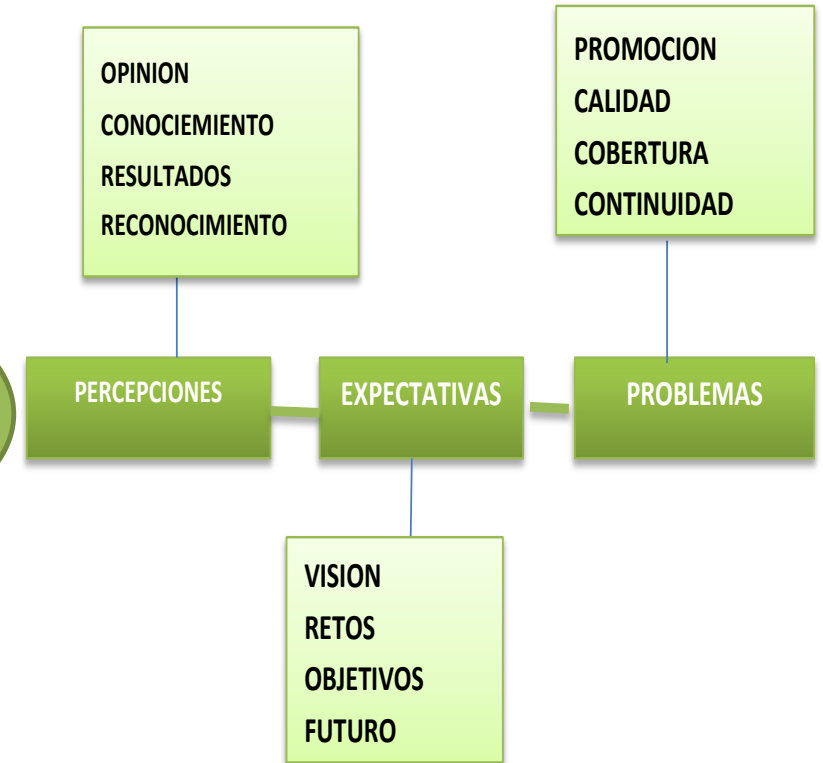 OPINION
CONOCIEMIENTO
RESULTADOS
RECONOCIMIENTO
PROMOCION
CALIDAD
COBERTURA
CONTINUIDAD
PERCEPCIONES
EXPECTATIVAS
PROBLEMAS
VISION
RETOS
OBJETIVOS
FUTURO